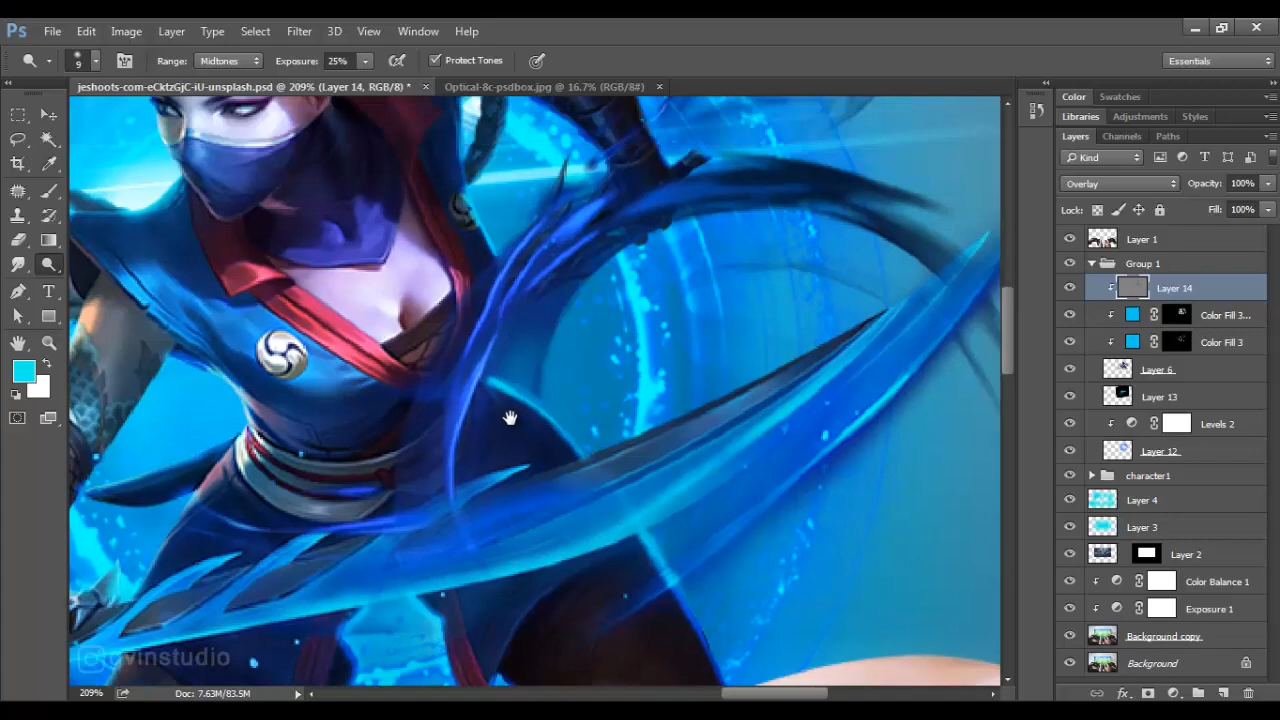 Ps File Edit Image Layer Type Select Filter 3D View Window Help
9 Range: Midtones Exposure: 25% Protect Tones Essentials
jeshoots-com-eCktzGjC-iU-unsplash.psd @ 209% (Layer 14, RGB/8) * Optical-8c-psdbox.jpg @ 16.7% (RGB/8#)
Color Swatches
Libraries Adjustments Styles
Layers Channels Paths
Kind
Overlay Opacity: 100%
Lock: Fill: 100%
Layer 1
Group 1
Layer 14
Color Fill 3...
Color Fill 3
Layer 6
Layer 13
Levels 2
Layer 12
character1
Layer 4
Layer 3
Layer 2
Color Balance 1
Exposure 1
Background copy
Background
avinstudio
209% Doc: 7.63M/83.5M